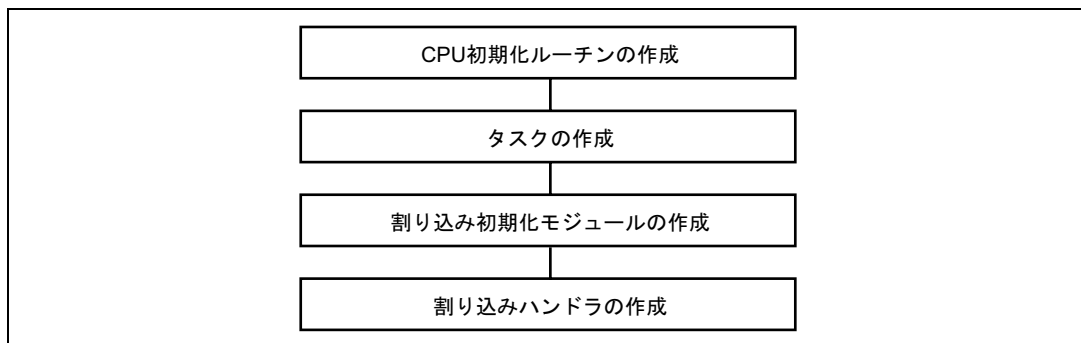 CPU初期化ルーチンの作成
タスクの作成
割り込み初期化モジュールの作成
割り込みハンドラの作成